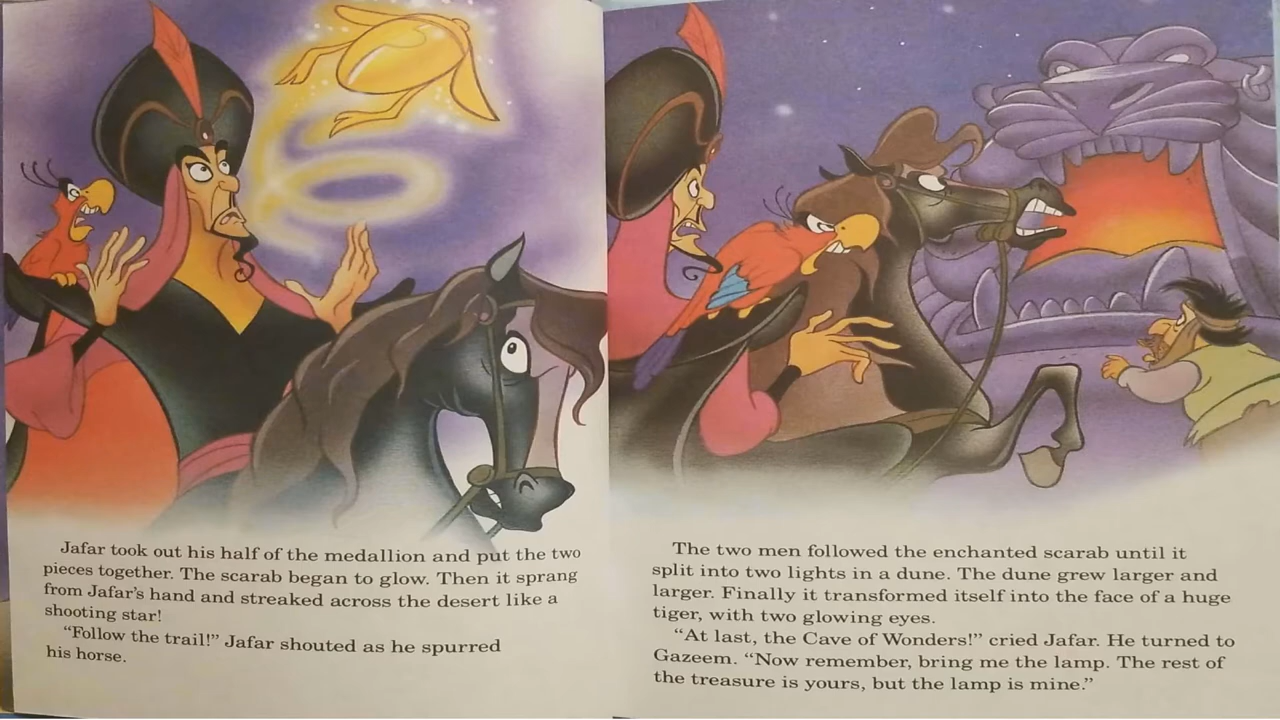 Jafar took out his half of the medallion and put the two
pieces together. The scarab began to glow. Then it sprang
from Jafar's hand and streaked across the desert like a
shooting star!
“Follow the trail!” Jafar shouted as he spurred
his horse.
The two men followed the enchanted scarab until it
split into two lights in a dune. The dune grew larger and
larger. Finally it transformed itself into the face of a huge
tiger, with two glowing eyes.
“At last, the Cave of Wonders!” cried Jafar. He turned to
Gazeem. “Now remember, bring me the lamp. The rest of
the treasure is yours, but the lamp is mine.”